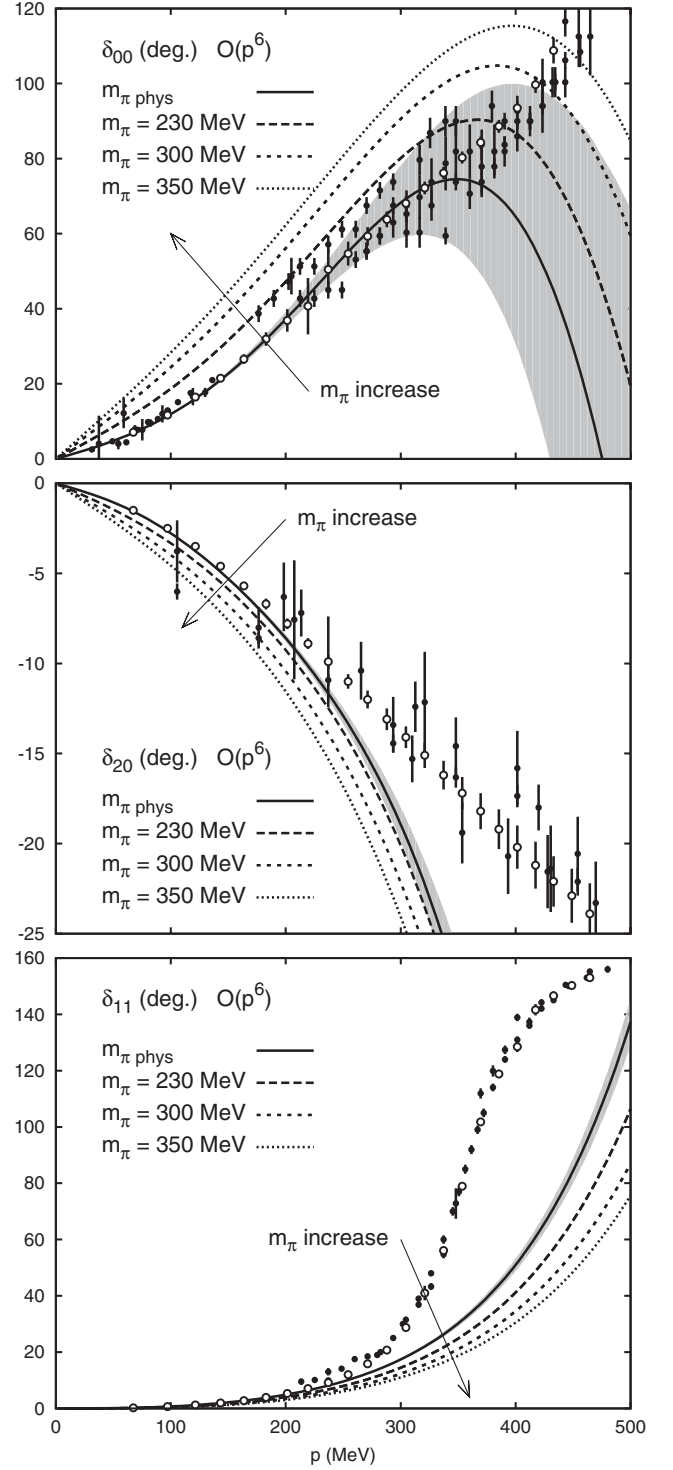 120
100
80
60
40
20
0
δ00 (deg.) O(p^6)
mπ phys
mπ = 230 MeV
mπ = 300 MeV
mπ = 350 MeV
mπ increase
0
-5
-10
-15
-20
-25
mπ increase
δ20 (deg.) O(p^6)
mπ phys
mπ = 230 MeV
mπ = 300 MeV
mπ = 350 MeV
160
140
120
100
80
60
40
20
0
δ11 (deg.) O(p^6)
mπ phys
mπ = 230 MeV
mπ = 300 MeV
mπ = 350 MeV
mπ increase
0 100 200 300 400 500
p (MeV)